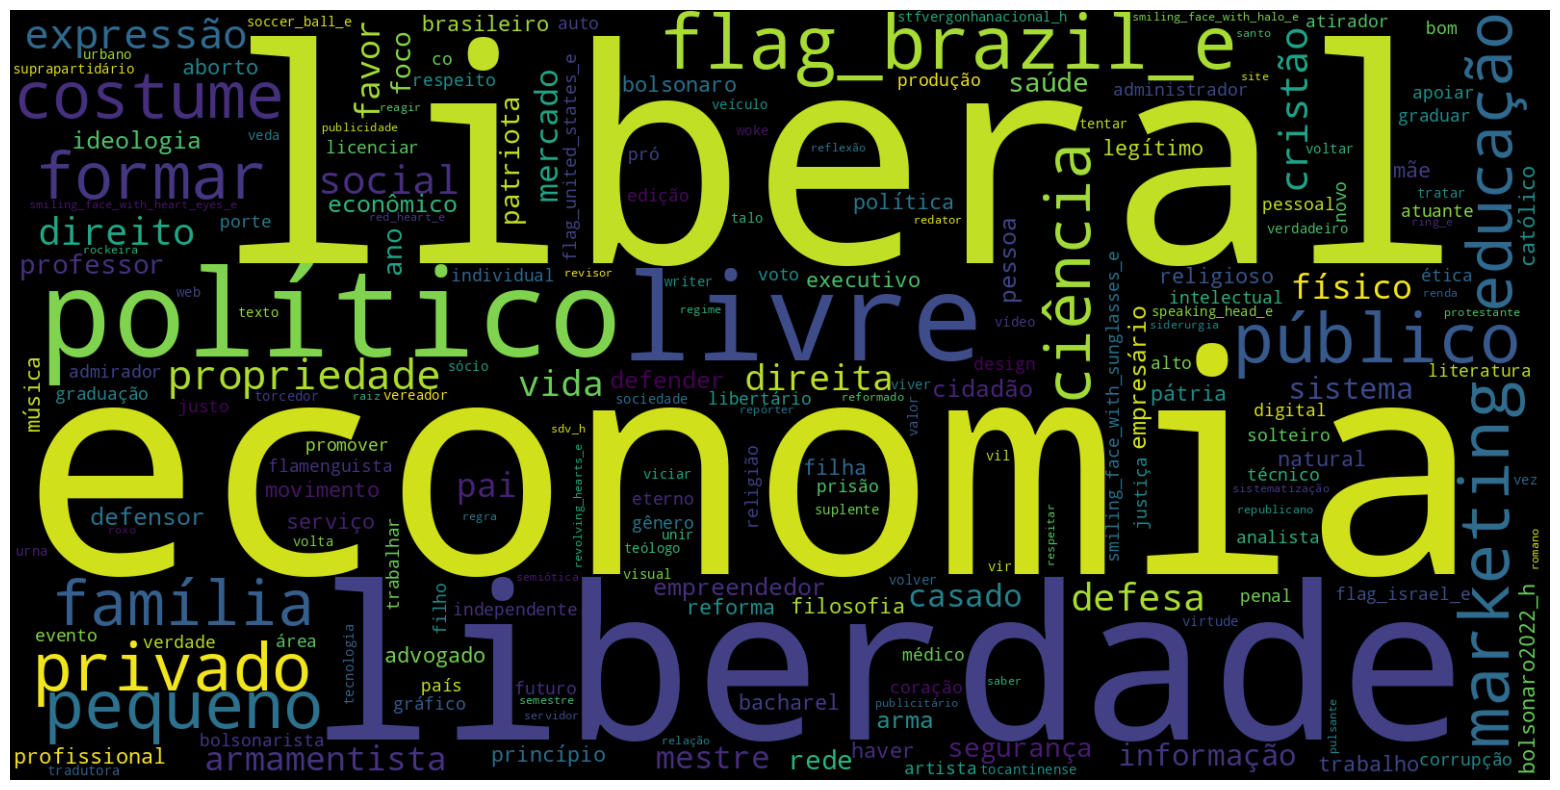 liberal
economia
liberdade
político
livre
flag_brazil_e
costume
formar
expressão
educação
ciência
marketing
público
família
privado
pequeno
propriedade
direito
social
direita
vida
defesa
físico
cristão
mercado
favor
foco
patriota
saúde
casado
sistema
armamentista
mestre
segurança
informação
rede
pai
soccer_ball_e
brasileiro
auto
stfvergonhanacional_h
smiling_face_with_halo_e
santo
atirador
bom
urbano
suprapartidário
aborto
co
respeito
reagir
bolsonaro
veículo
produção
administrador
site
apoiar
graduar
ideologia
veda
publicidade
licenciar
flag_united_states_e
pró
woke
reflexão
tentar
legítimo
voltar
mãe
smiling_face_with_heart_eyes_e
porte
econômico
red_heart_e
edição
talo
política
redator
pessoal
novo
verdadeiro
tratar
atuante
ring_e
católico
rockeira
professor
ano
individual
revisor
voto
writer
executivo
regime
pessoa
vídeo
religioso
ética
intelectual
renda
speaking_head_e
siderurgia
protestante
web
texto
admirador
graduação
música
justo
torcedor
raiz
vereador
sócio
defender
sociedade
libertário
viver
reformado
repórter
valor
design
cidadão
smiling_face_with_sunglasses_e
empresário
justiça
alto
pátria
literatura
digital
solteiro
natural
técnico
sistematização
republicano
vez
analista
romano
sdv_h
promover
flamenguista
movimento
defensor
serviço
regra
volta
roxo
urna
revolving_hearts_e
viciar
eterno
gênero
unir
teólogo
visual
religião
filha
prisão
suplente
vil
vir
respeitar
trabalhar
filho
semiótica
independente
empreendedor
reforma
filosofia
volver
virtude
penal
flag_israel_e
bolsonaro2022_h
evento
verdade
área
tecnologia
advogado
país
gráfico
futuro
semestre
servidor
bacharel
médico
coração
saber
publicitário
arma
pulsante
profissional
tradutora
bolsonarista
princípio
relação
haver
artista
tocantinense
trabalho
corrupção